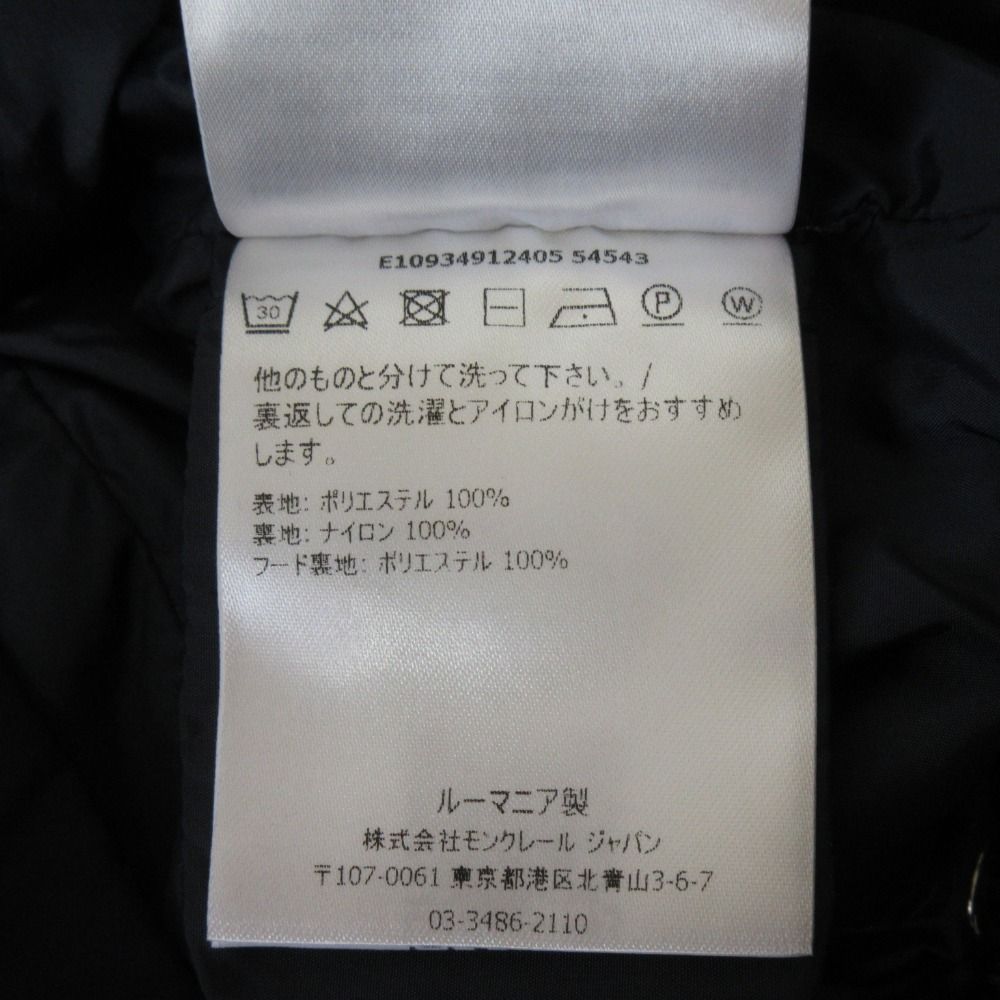 E10934912405 54543
30 P W
他のものと分けて洗って下さい。/
裏返しての洗濯とアイロンがけをおすすめ
します。
表地: ポリエステル 100%
裏地: ナイロン 100%
フード裏地: ポリエステル 100%
ルーマニア製
株式会社モンクレール ジャパン
〒107-0061 東京都港区北青山3-6-7
03-3486-2110